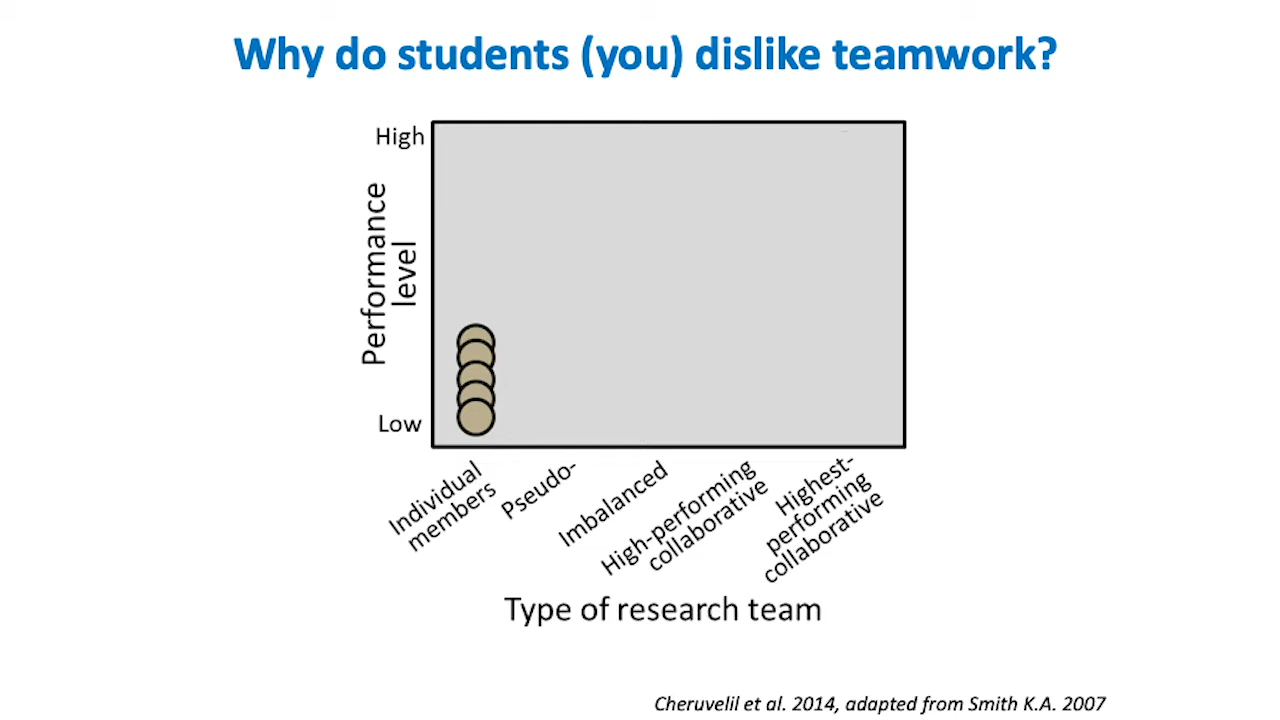 Why do students (you) dislike teamwork?
High
Performance
level
Low
Individual
members
Pseudo-
Imbalanced
High-performing
collaborative
Highest-
performing
collaborative
Type of research team
Cheruvelil et al. 2014, adapted from Smith K.A. 2007